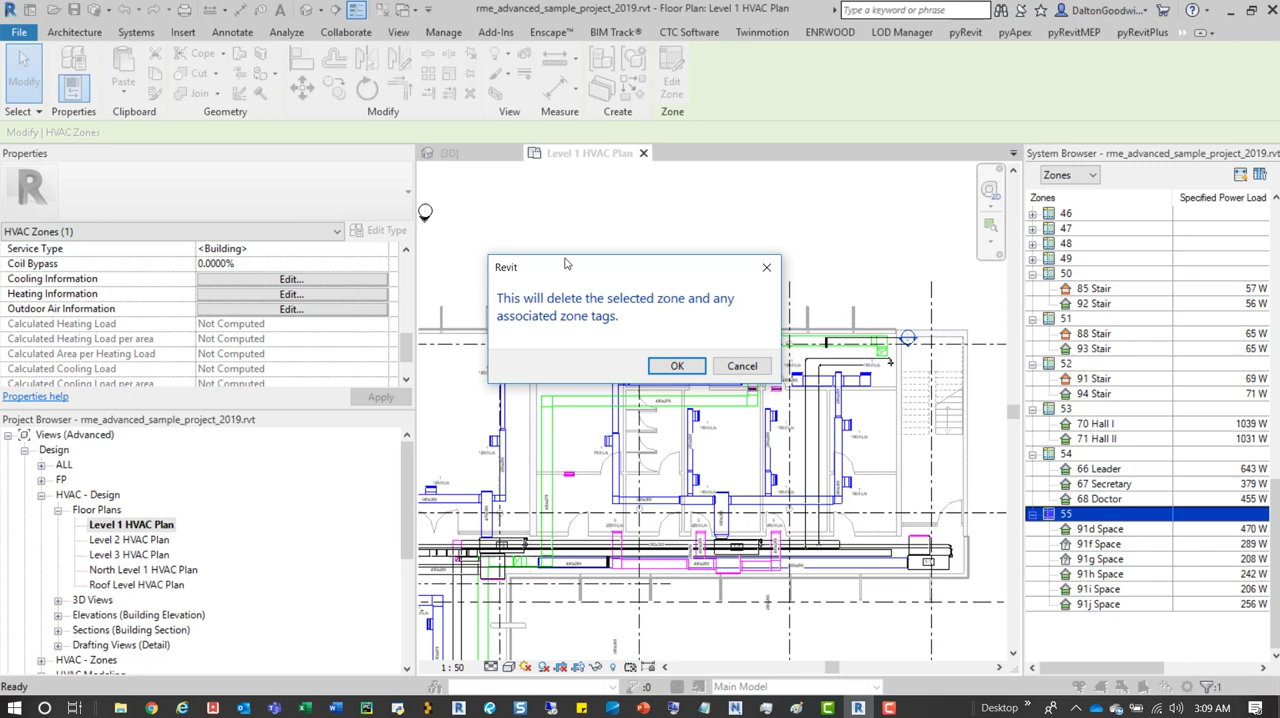 rme_advanced_sample_project_2019.rvt - Floor Plan: Level 1 HVAC Plan
Type a keyword or phrase
DaltonGoodwi...
File Architecture Systems Insert Annotate Analyze Collaborate View Manage Add-Ins Enscape™ BIM Track® CTC Software Twinmotion ENRWOOD LOD Manager pyRevit pyApex pyRevitMEP pyRevitPlus
Modify Paste Cope Cut Join Edit Zone
Select Properties Clipboard Geometry Modify View Measure Create Zone
Modify | HVAC Zones
Properties
{3D}
Level 1 HVAC Plan
System Browser - rme_advanced_sample_project_2019.rvt
Zones
HVAC Zones (1)
Edit Type
Service Type <Building>
Coil Bypass 0.0000%
Cooling Information Edit...
Heating Information Edit...
Outdoor Air Information Edit...
Calculated Heating Load Not Computed
Calculated Heating Load per area Not Computed
Calculated Area per Heating Load Not Computed
Calculated Cooling Load Not Computed
Calculated Cooling Load per area Not Computed
Properties help
Apply
Revit
This will delete the selected zone and any
associated zone tags.
OK Cancel
Zones Specified Power Load
46
47
48
50
85 Stair 57 W
92 Stair 56 W
51
88 Stair 65 W
93 Stair 65 W
52
91 Stair 69 W
94 Stair 71 W
53
70 Hall I 1039 W
71 Hall II 1031 W
54
66 Leader 643 W
67 Secretary 367 W
68 Doctor 455 W
55
91d Space 470 W
91f Space 289 W
91g Space 208 W
91h Space 242 W
91i Space 206 W
91j Space 256 W
Project Browser - rme_advanced_sample_project_2019.rvt
Views (Advanced)
Design
ALL
FP
HVAC - Design
Floor Plans
Level 1 HVAC Plan
Level 2 HVAC Plan
Level 3 HVAC Plan
North Level 1 HVAC Plan
Roof Level HVAC Plan
3D Views
Elevations (Building Elevation)
Sections (Building Section)
Drafting Views (Detail)
HVAC - Zones
1 : 50
Ready
:0
Main Model
:1
Desktop
3:09 AM